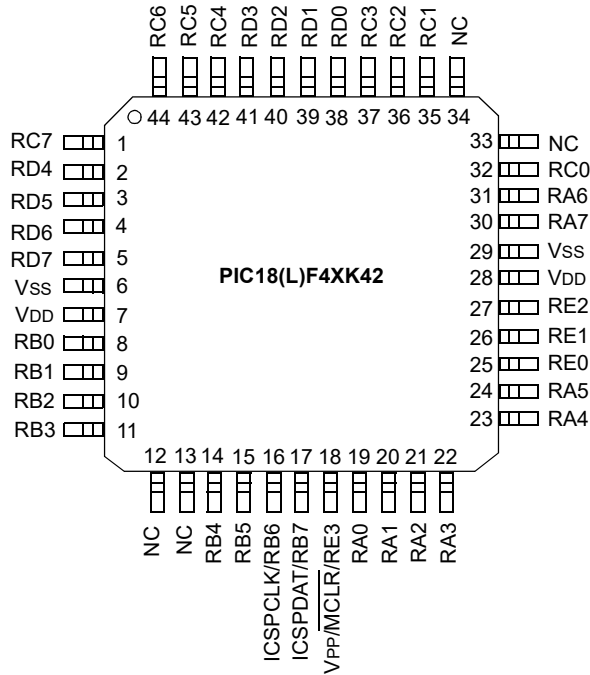 RC6 RC5 RC4 RD3 RD2 RD1 RD0 RC3 RC2 RC1 NC
44 43 42 41 40 39 38 37 36 35 34
RC7 1
RD4 2
RD5 3
RD6 4
RD7 5
VSS 6
VDD 7
RB0 8
RB1 9
RB2 10
RB3 11
PIC18(L)F4XK42
33 NC
32 RC0
31 RA6
30 RA7
29 VSS
28 VDD
27 RE2
26 RE1
25 RE0
24 RA5
23 RA4
12 13 14 15 16 17 18 19 20 21 22
NC
NC
RB4
RB5
ICSPCLK/RB6
ICSPDAT/RB7
VPP/MCLR/RE3
RA0
RA1
RA2
RA3